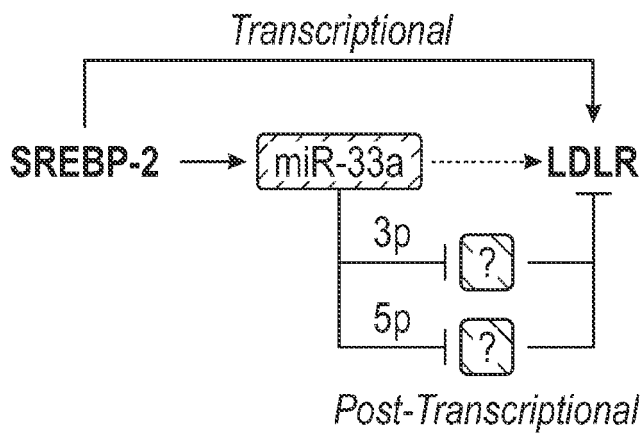 Transcriptional
SREBP-2 miR-33a LDLR
3p ?
5p ?
Post-Transcriptional